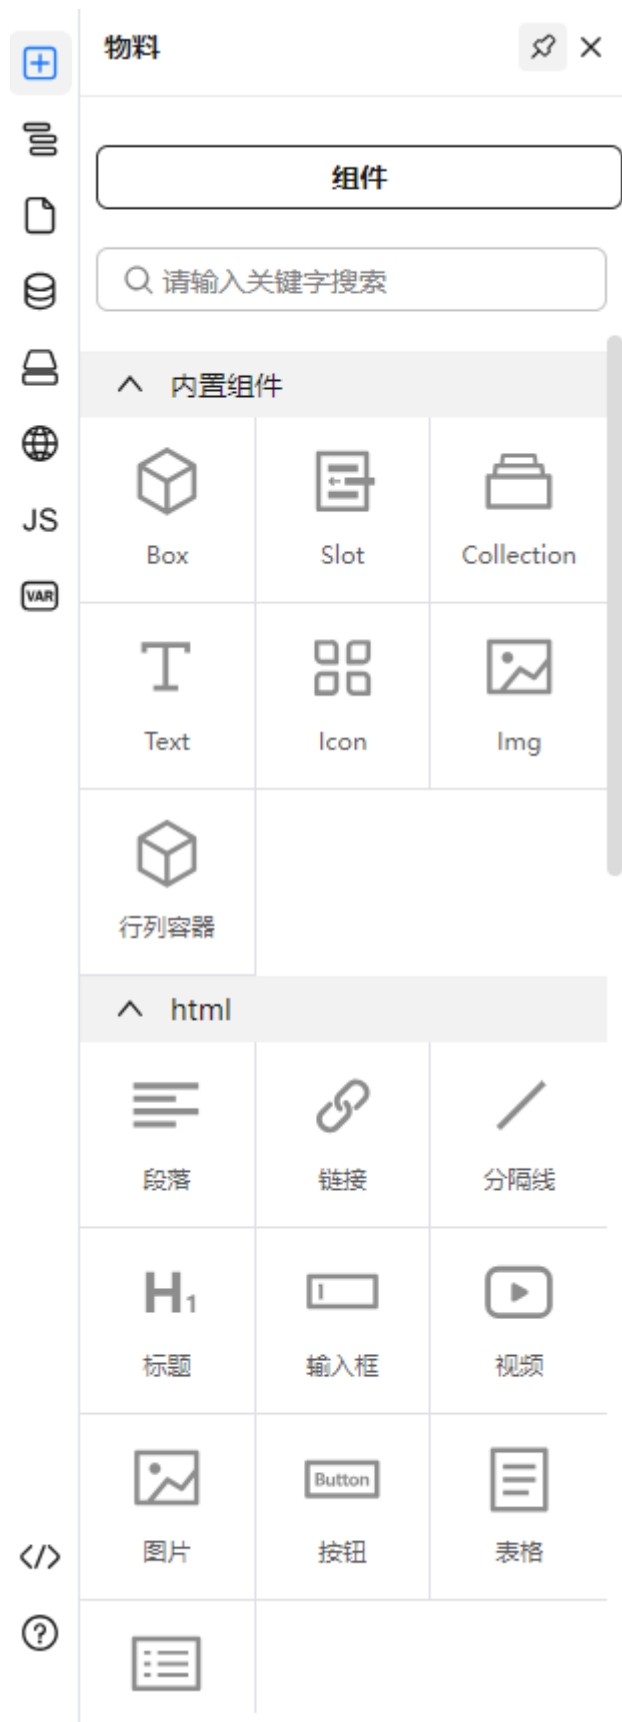 物料
组件
请输入关键字搜索
内置组件
JS
VAR
Box
Slot
Collection
Text
Icon
Img
行列容器
html
段落
链接
分隔线
H1
标题
输入框
视频
Button
图片
按钮
表格
</>
?